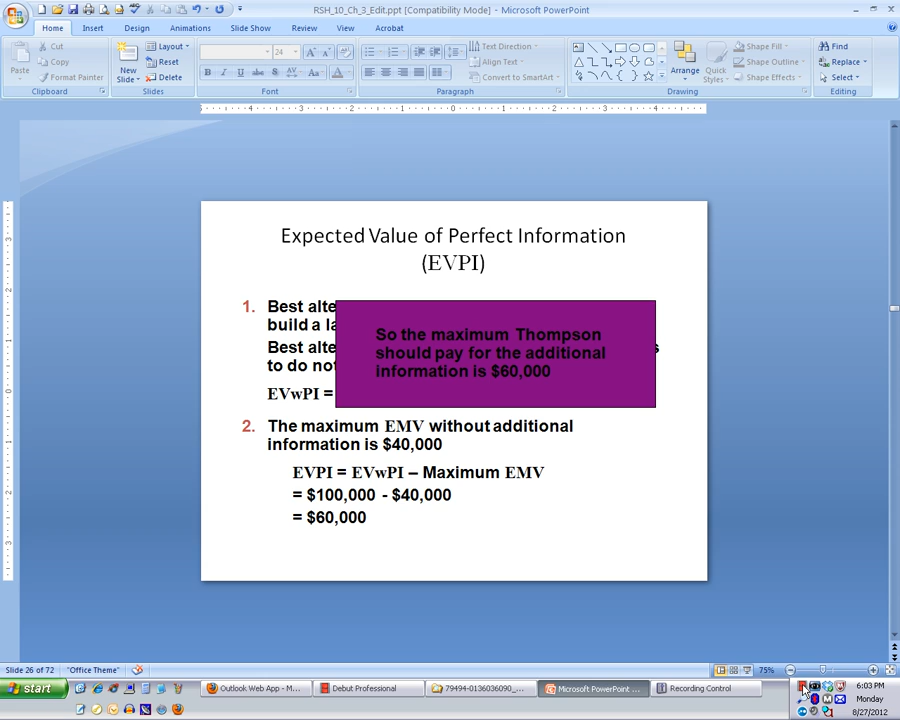 RSH_10_Ch_3_Edit.ppt [Compatibility Mode] - Microsoft PowerPoint
Home Insert Design Animations Slide Show Review View Acrobat
Cut
Copy
Format Painter
Paste
Clipboard
New
Slide
Layout
Reset
Delete
Slides
24
B I U abc S AV Aa A
Font
Text Direction
Align Text
Convert to SmartArt
Paragraph
Arrange
Quick
Styles
Shape Fill
Shape Outline
Shape Effects
Drawing
Find
Replace
Select
Editing
Expected Value of Perfect Information
(EVPI)
1. Best alte
build a la
Best alte s
to do not
EVwPI =
So the maximum Thompson
should pay for the additional
information is $60,000
2. The maximum EMV without additional
information is $40,000
EVPI = EVwPI – Maximum EMV
= $100,000 - $40,000
= $60,000
Slide 26 of 72 "Office Theme" 75%
start Outlook Web App - M... Debut Professional 79494-0136036090_... Microsoft PowerPoint ... Recording Control
6:03 PM
Monday
8/27/2012